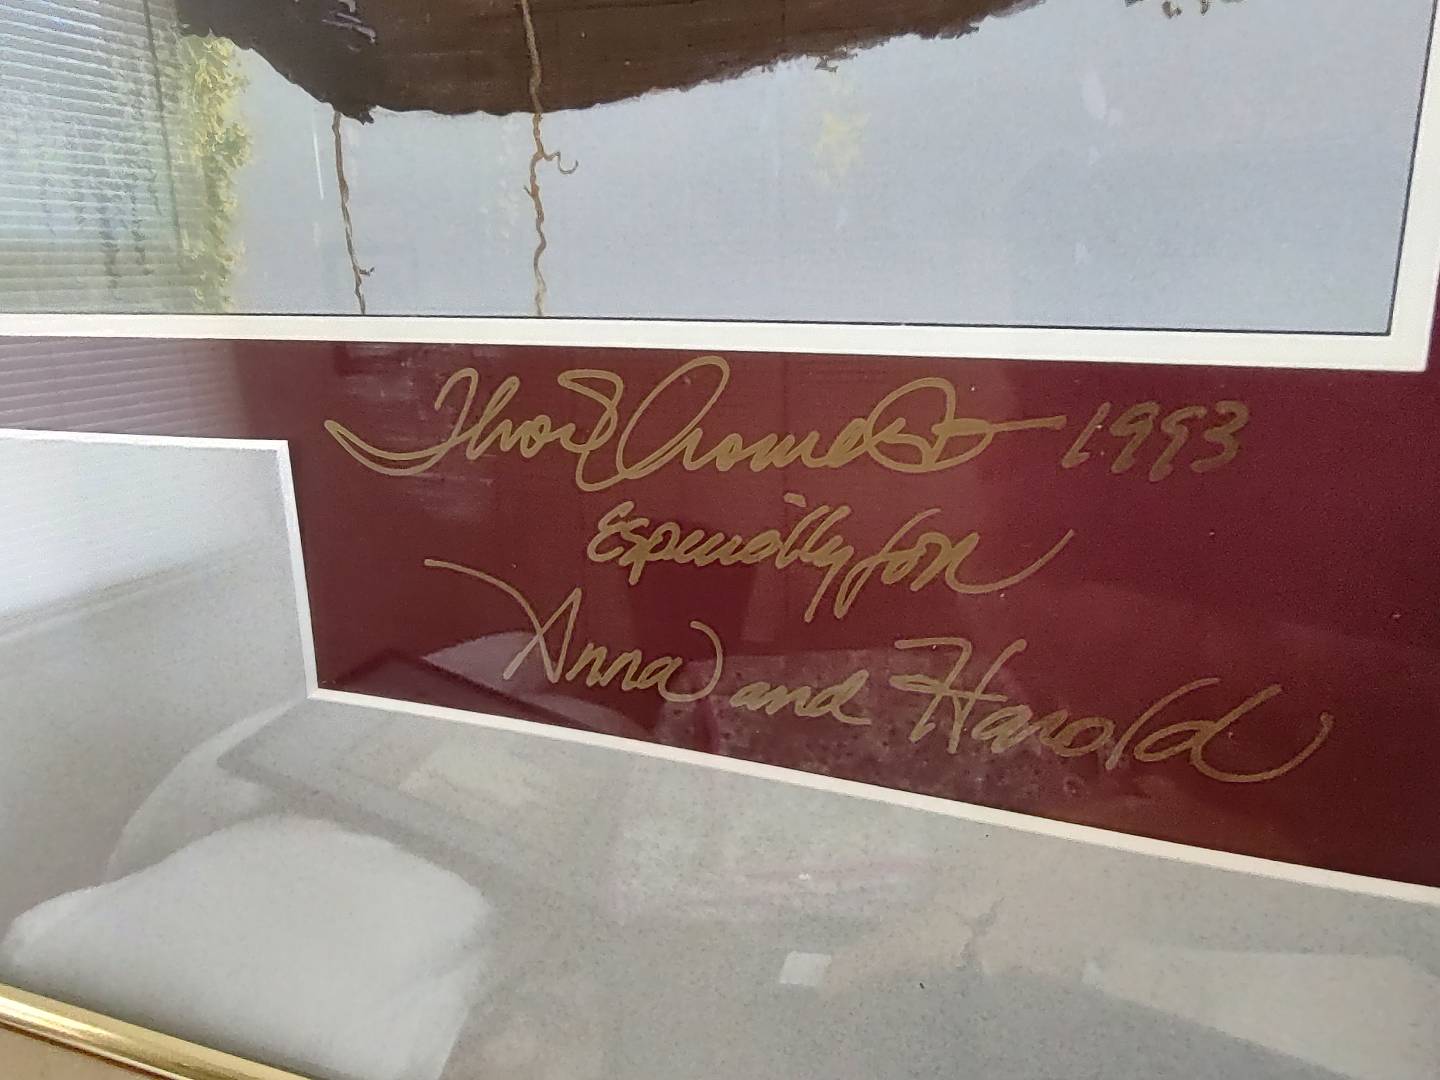 1993
Especially for
Anna and Harold